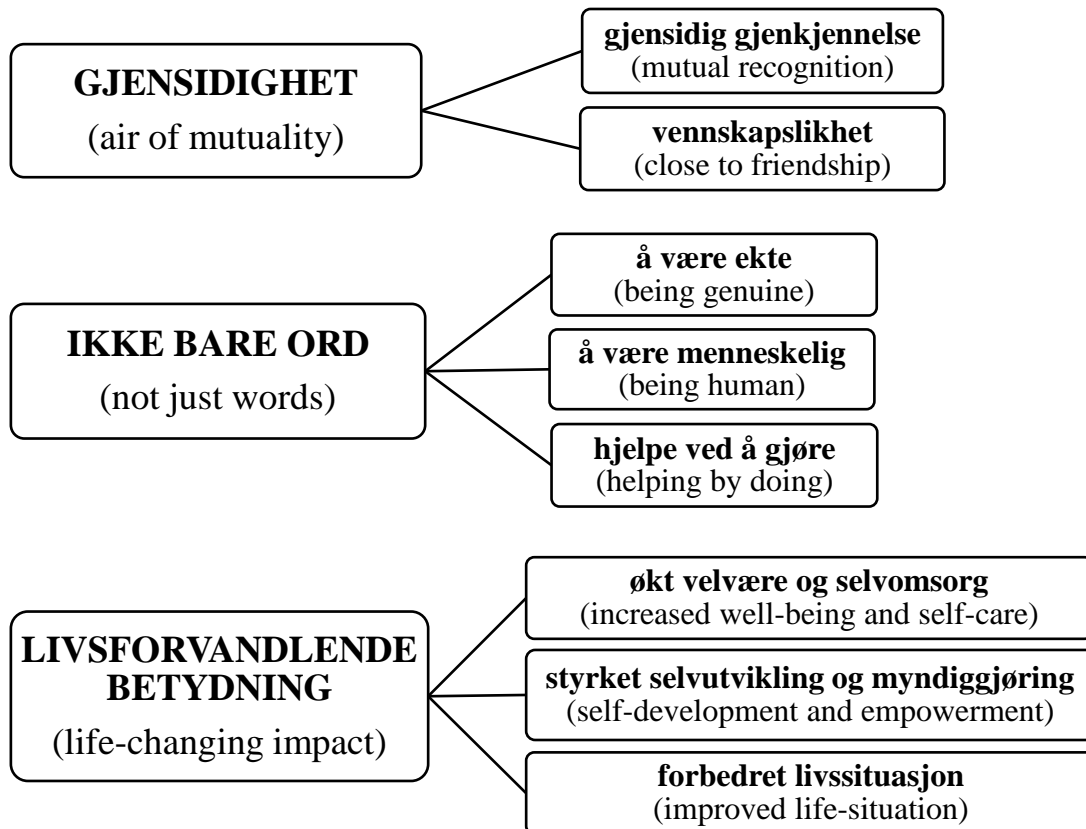 GJENSIDIGHET
(air of mutuality)
gjensidig gjenkjennelse
(mutual recognition)
vennskapslikhet
(close to friendship)
IKKE BARE ORD
(not just words)
å være ekte
(being genuine)
å være menneskelig
(being human)
hjelpe ved å gjøre
(helping by doing)
LIVSFORVANDLENDE
BETYDNING
(life-changing impact)
økt velvære og selvomsorg
(increased well-being and self-care)
styrket selvutvikling og myndiggjøring
(self-development and empowerment)
forbedret livssituasjon
(improved life-situation)